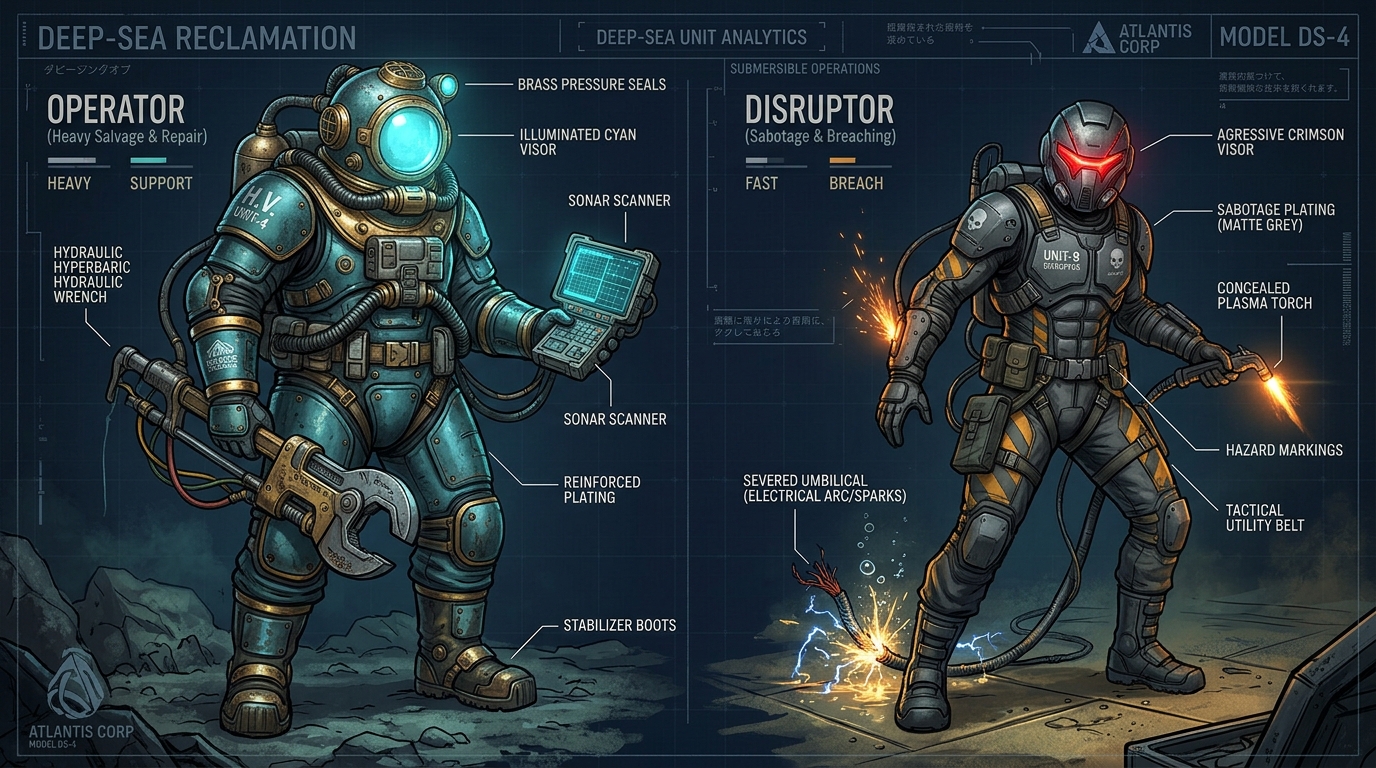 DEEP-SEA RECLAMATION
DEEP-SEA UNIT ANALYTICS
ATLANTIS
CORP
MODEL DS-4
SUBMERSIBLE OPERATIONS
OPERATOR
(Heavy Salvage & Repair)
HEAVY
SUPPORT
BRASS PRESSURE SEALS
ILLUMINATED CYAN
VISOR
SONAR SCANNER
HYDRAULIC
HYPERBARIC
HYDRAULIC
WRENCH
H.V.
UNIT-4
SONAR SCANNER
REINFORCED
PLATING
STABILIZER BOOTS
ATLANTIS CORP
MODEL DS-4
DISRUPTOR
(Sabotage & Breaching)
FAST
BREACH
AGRESSIVE CRIMSON
VISOR
SABOTAGE PLATING
(MATTE GREY)
UNIT-9
CONCEALED
PLASMA TORCH
HAZARD MARKINGS
SEVERED UMBILICAL
(ELECTRICAL ARC/SPARKS)
TACTICAL
UTILITY BELT